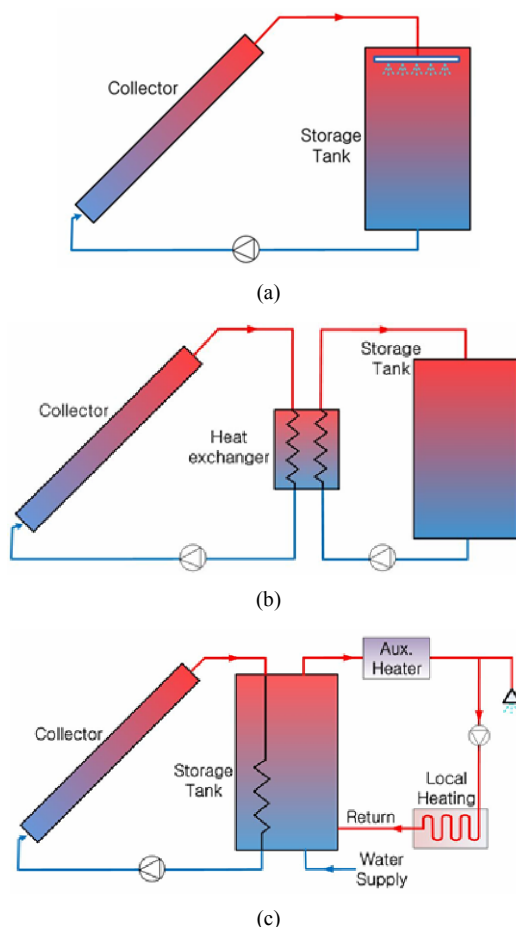 Collector
Storage
Tank
(a)
Storage
Tank
Collector
Heat
exchanger
(b)
Aux.
Heater
Collector
Storage
Tank
Local
Heating
Return
Water
Supply
(c)